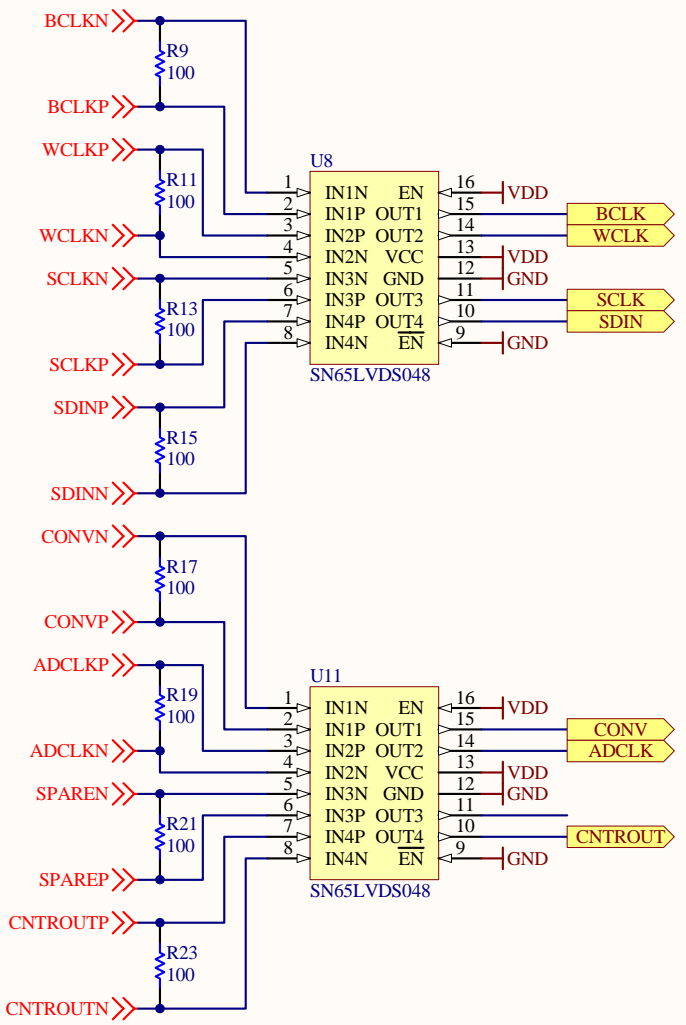 BCLKN
R9
100
BCLKP
WCLKP
R11
100
WCLKN
SCLKN
R13
100
SCLKP
SDINP
R15
100
SDINN
U8
1 IN1N EN 16 VDD
2 IN1P OUT1 15 BCLK
3 IN2P OUT2 14 WCLK
4 IN2N VCC 13 VDD
5 IN3N GND 12 GND
6 IN3P OUT3 11 SCLK
7 IN4P OUT4 10 SDIN
8 IN4N EN 9 GND
SN65LVDS048
CONVN
R17
100
CONVP
ADCLKP
R19
100
ADCLKN
SPAREN
R21
100
SPAREP
CNTROUTP
R23
100
CNTROUTN
U11
1 IN1N EN 16 VDD
2 IN1P OUT1 15 CONV
3 IN2P OUT2 14 ADCLK
4 IN2N VCC 13 VDD
5 IN3N GND 12 GND
6 IN3P OUT3 11
7 IN4P OUT4 10 CNTROUT
8 IN4N EN 9 GND
SN65LVDS048